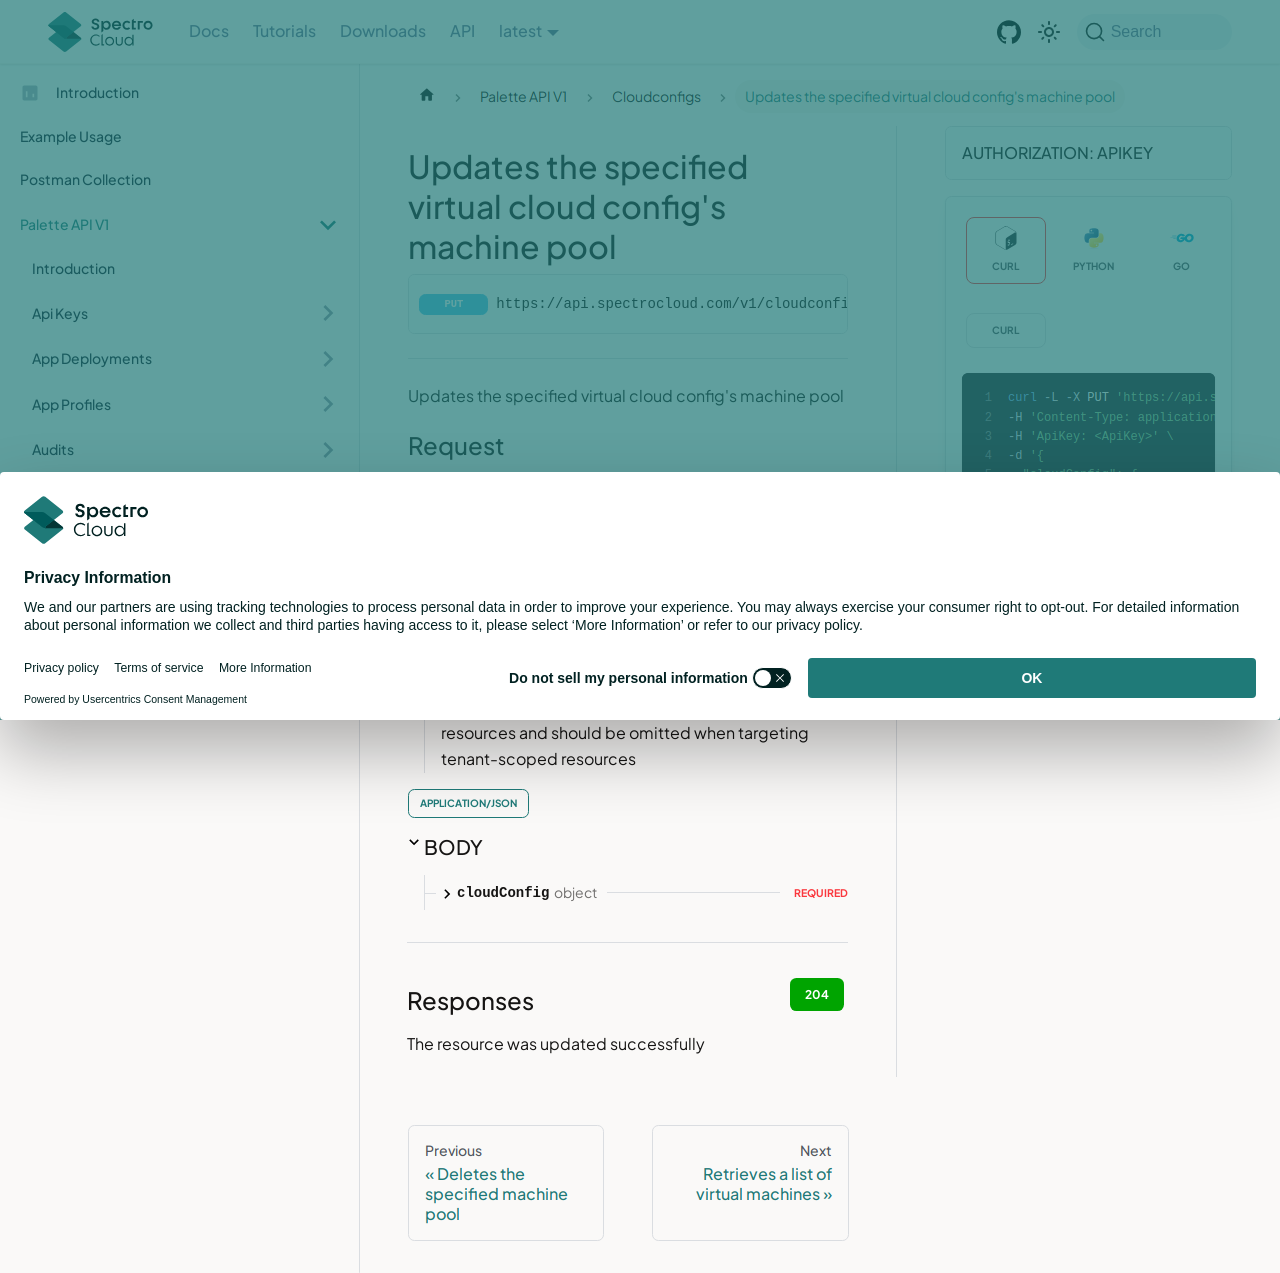 Spectro Cloud
Docs
Tutorials
Downloads
API
latest
Search
Introduction
Example Usage
Postman Collection
Palette API V1
Introduction
Api Keys
App Deployments
App Profiles
Audits
Palette API V1
Cloudconfigs
Updates the specified virtual cloud config's machine pool
Updates the specified
virtual cloud config's
machine pool
PUT https://api.spectrocloud.com/v1/cloudconfi
Updates the specified virtual cloud config's machine pool
Request
AUTHORIZATION: APIKEY
CURL
PYTHON
GO
CURL
1 curl -L -X PUT 'https://api.s
2 -H 'Content-Type: application
3 -H 'ApiKey: <ApiKey>' \
4 -d '{
Spectro
Cloud
Privacy Information
We and our partners are using tracking technologies to process personal data in order to improve your experience. You may always exercise your consumer right to opt-out. For detailed information
about personal information we collect and third parties having access to it, please select ‘More Information’ or refer to our privacy policy.
Privacy policy
Terms of service
More Information
Do not sell my personal information
OK
Powered by Usercentrics Consent Management
resources and should be omitted when targeting
tenant-scoped resources
APPLICATION/JSON
BODY
cloudConfig object REQUIRED
Responses
204
The resource was updated successfully
Previous
« Deletes the
specified machine
pool
Next
Retrieves a list of
virtual machines »